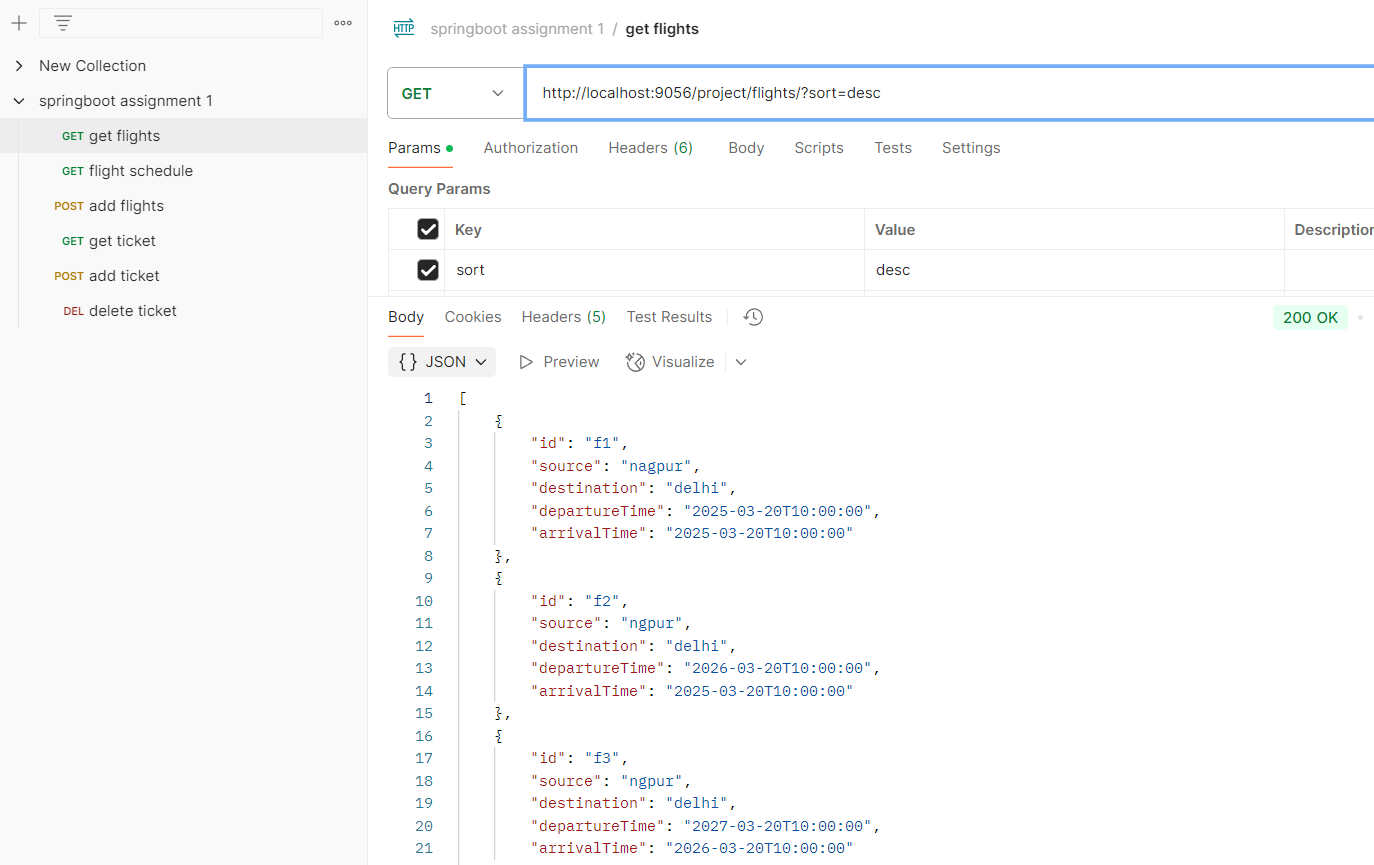 HTTP springboot assignment 1 / get flights
New Collection
springboot assignment 1
GET get flights
GET flight schedule
POST add flights
GET get ticket
POST add ticket
DEL delete ticket
GET http://localhost:9056/project/flights/?sort=desc
Params Authorization Headers (6) Body Scripts Tests Settings
Query Params
Key Value Description
sort desc
Body Cookies Headers (5) Test Results 200 OK
{} JSON Preview Visualize
1 [
2 {
3 "id": "f1",
4 "source": "nagpur",
5 "destination": "delhi",
6 "departureTime": "2025-03-20T10:00:00",
7 "arrivalTime": "2025-03-20T10:00:00"
8 },
9 {
10 "id": "f2",
11 "source": "ngpur",
12 "destination": "delhi",
13 "departureTime": "2026-03-20T10:00:00",
14 "arrivalTime": "2025-03-20T10:00:00"
15 },
16 {
17 "id": "f3",
18 "source": "ngpur",
19 "destination": "delhi",
20 "departureTime": "2027-03-20T10:00:00",
21 "arrivalTime": "2026-03-20T10:00:00"